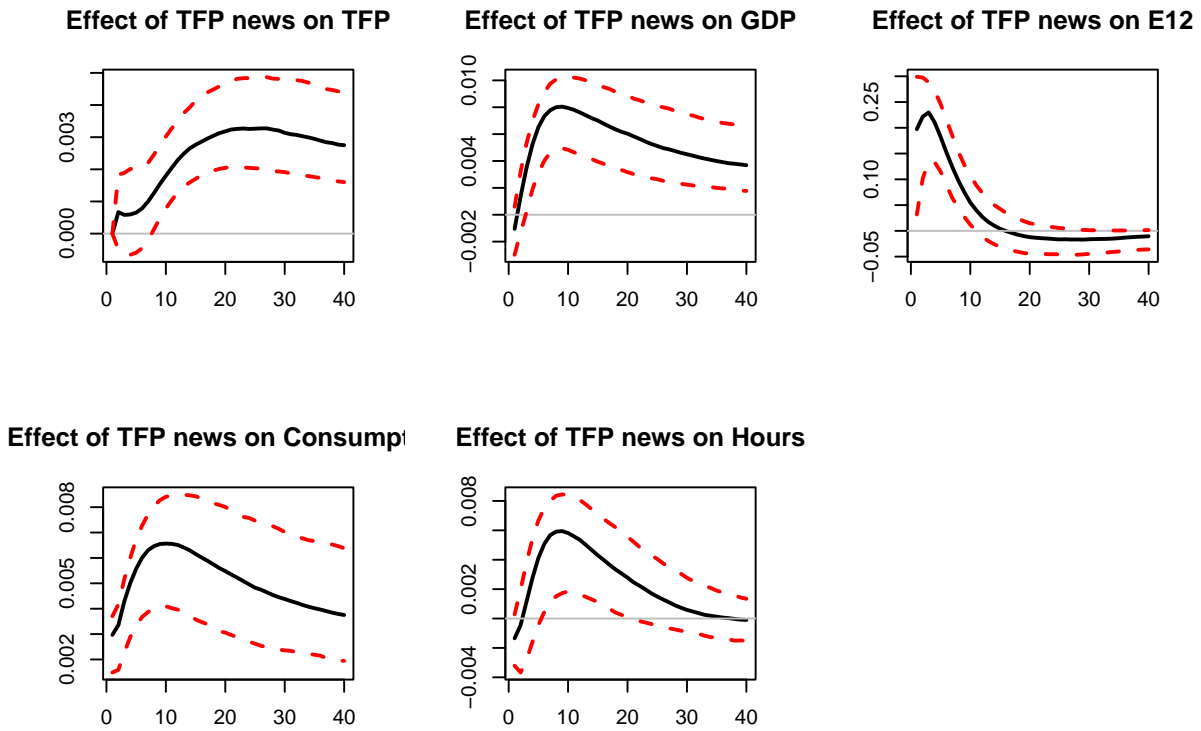 Effect of TFP news on TFP
0.003
0.000
0 10 20 30 40
Effect of TFP news on GDP
0.010
0.004
−0.002
0 10 20 30 40
Effect of TFP news on E12
0.25
0.10
−0.05
0 10 20 30 40
Effect of TFP news on Consumpt
0.008
0.005
0.002
0 10 20 30 40
Effect of TFP news on Hours
0.008
0.002
−0.004
0 10 20 30 40